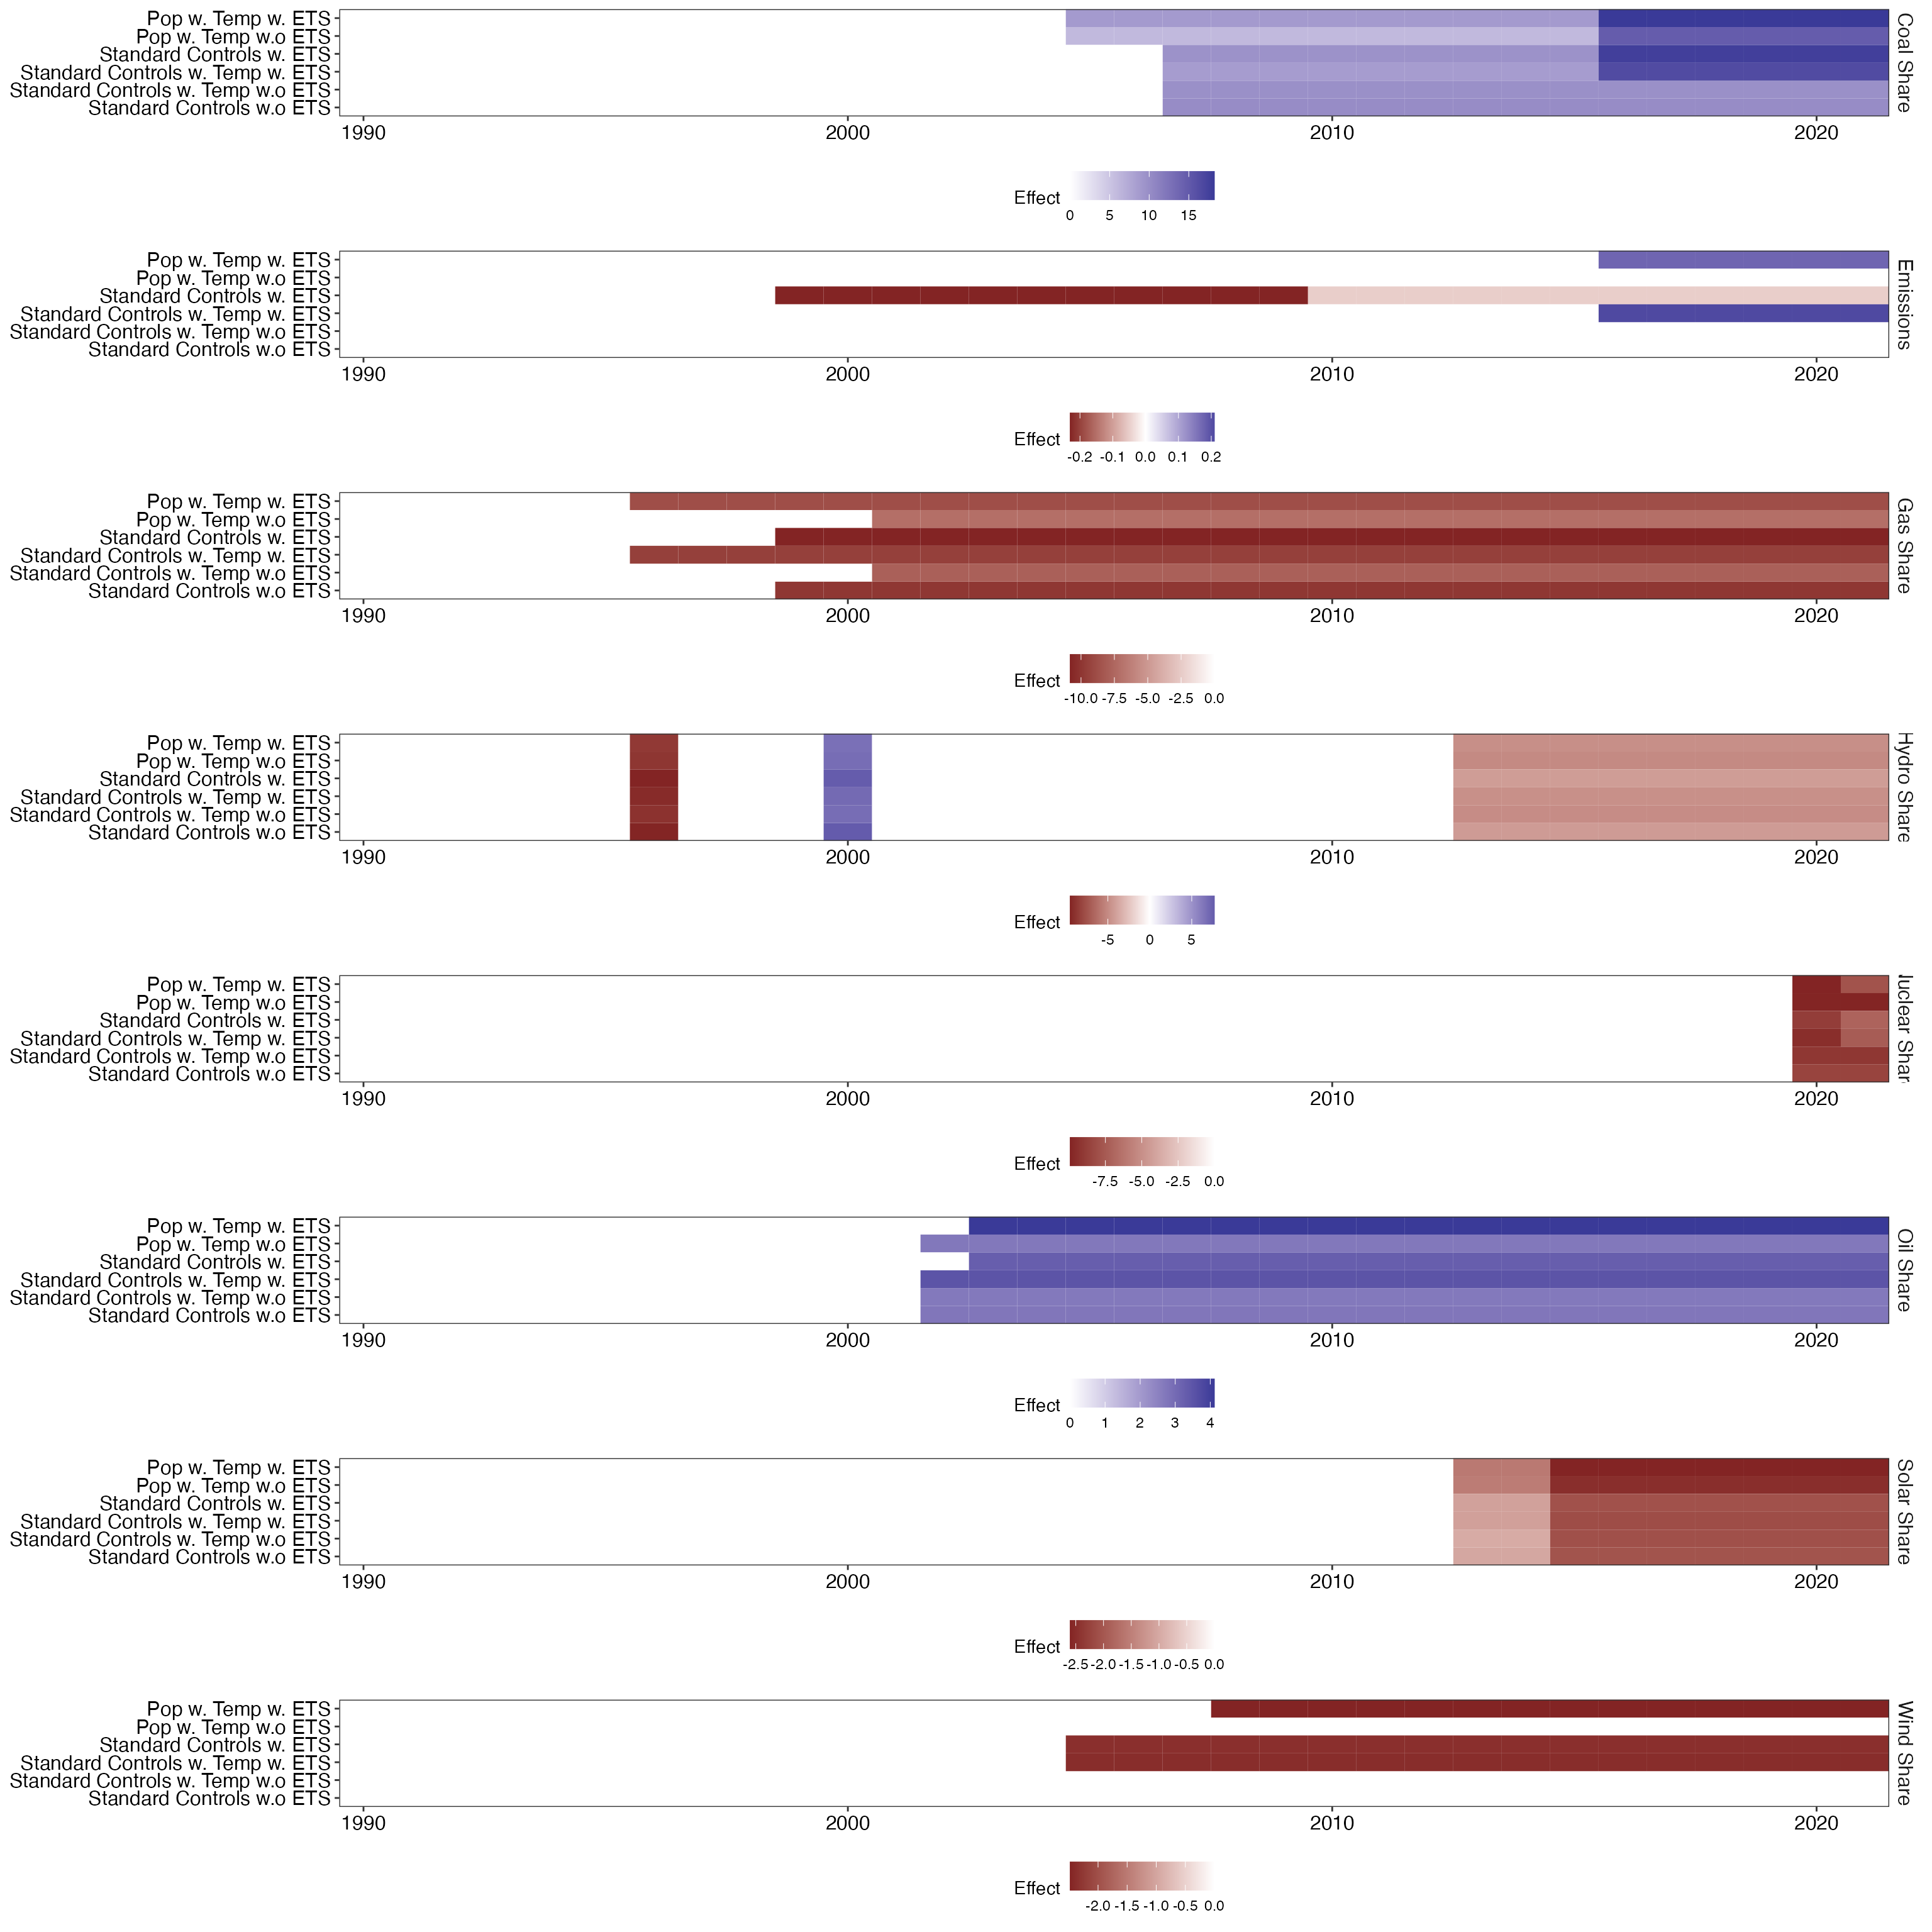 Pop w. Temp w. ETS
Pop w. Temp w.o ETS
Standard Controls w. ETS
Standard Controls w. Temp w. ETS
Standard Controls w. Temp w.o ETS
Standard Controls w.o ETS
Coal Share
1990 2000 2010 2020
Effect
0 5 10 15
Pop w. Temp w. ETS
Pop w. Temp w.o ETS
Standard Controls w. ETS
Standard Controls w. Temp w. ETS
Standard Controls w. Temp w.o ETS
Standard Controls w.o ETS
Emissions
1990 2000 2010 2020
Effect
-0.2 -0.1 0.0 0.1 0.2
Pop w. Temp w. ETS
Pop w. Temp w.o ETS
Standard Controls w. ETS
Standard Controls w. Temp w. ETS
Standard Controls w. Temp w.o ETS
Standard Controls w.o ETS
Gas Share
1990 2000 2010 2020
Effect
-10.0 -7.5 -5.0 -2.5 0.0
Pop w. Temp w. ETS
Pop w. Temp w.o ETS
Standard Controls w. ETS
Standard Controls w. Temp w. ETS
Standard Controls w. Temp w.o ETS
Standard Controls w.o ETS
Hydro Share
1990 2000 2010 2020
Effect
-5 0 5
Pop w. Temp w. ETS
Pop w. Temp w.o ETS
Standard Controls w. ETS
Standard Controls w. Temp w. ETS
Standard Controls w. Temp w.o ETS
Standard Controls w.o ETS
uclear Shar
1990 2000 2010 2020
Effect
-7.5 -5.0 -2.5 0.0
Pop w. Temp w. ETS
Pop w. Temp w.o ETS
Standard Controls w. ETS
Standard Controls w. Temp w. ETS
Standard Controls w. Temp w.o ETS
Standard Controls w.o ETS
Oil Share
1990 2000 2010 2020
Effect
0 1 2 3 4
Pop w. Temp w. ETS
Pop w. Temp w.o ETS
Standard Controls w. ETS
Standard Controls w. Temp w. ETS
Standard Controls w. Temp w.o ETS
Standard Controls w.o ETS
Solar Share
1990 2000 2010 2020
Effect
-2.5 -2.0 -1.5 -1.0 -0.5 0.0
Pop w. Temp w. ETS
Pop w. Temp w.o ETS
Standard Controls w. ETS
Standard Controls w. Temp w. ETS
Standard Controls w. Temp w.o ETS
Standard Controls w.o ETS
Wind Share
1990 2000 2010 2020
Effect
-2.0 -1.5 -1.0 -0.5 0.0